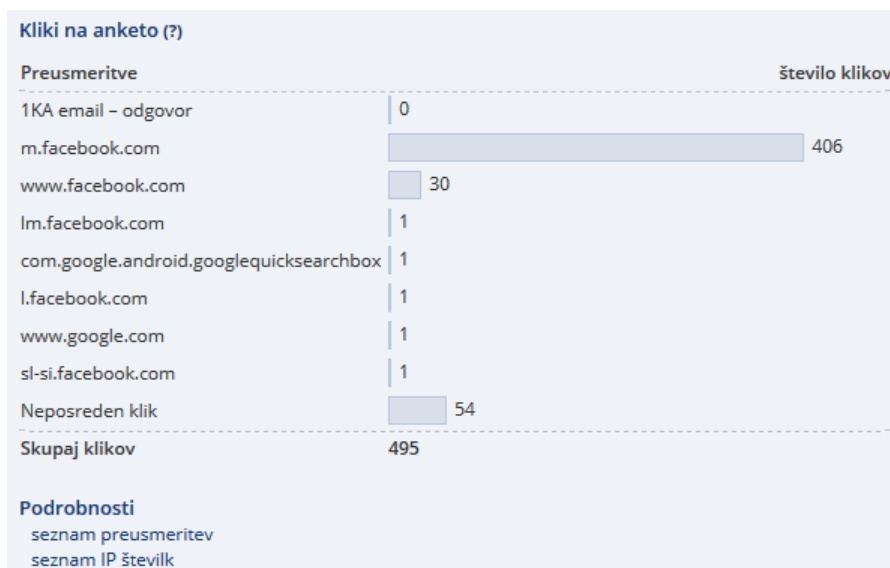 Kliki na anketo (?)
Preusmeritve število klikov
1KA email – odgovor 0
m.facebook.com 406
www.facebook.com 30
lm.facebook.com 1
com.google.android.googlequicksearchbox 1
l.facebook.com 1
www.google.com 1
sl-si.facebook.com 1
Neposreden klik 54
Skupaj klikov 495
Podrobnosti
seznam preusmeritev
seznam IP številk